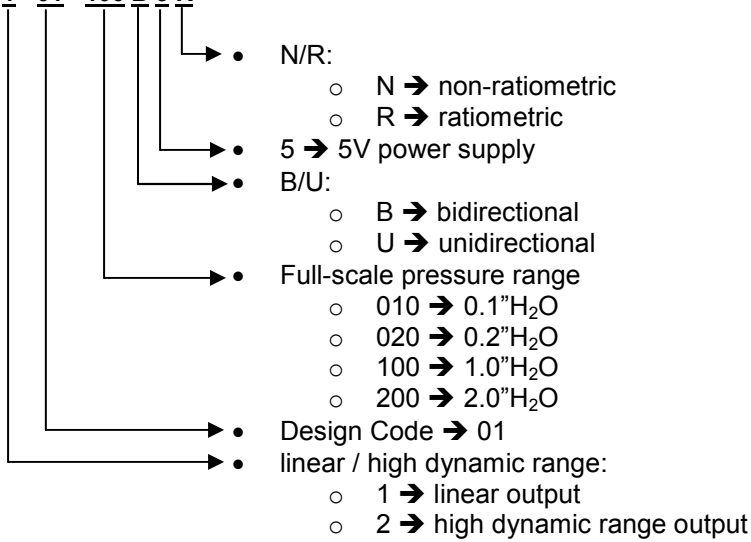 • N/R:
o N ➔ non-ratiometric
o R ➔ ratiometric
• 5 ➔ 5V power supply
• B/U:
o B ➔ bidirectional
o U ➔ unidirectional
• Full-scale pressure range
o 010 ➔ 0.1”H₂O
o 020 ➔ 0.2”H₂O
o 100 ➔ 1.0”H₂O
o 200 ➔ 2.0”H₂O
• Design Code ➔ 01
• linear / high dynamic range:
o 1 ➔ linear output
o 2 ➔ high dynamic range output